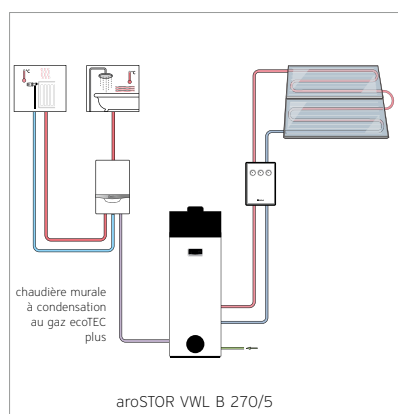 °C
°C
chaudière murale
à condensation
au gaz ecoTEC
plus
aroSTOR VWL B 270/5